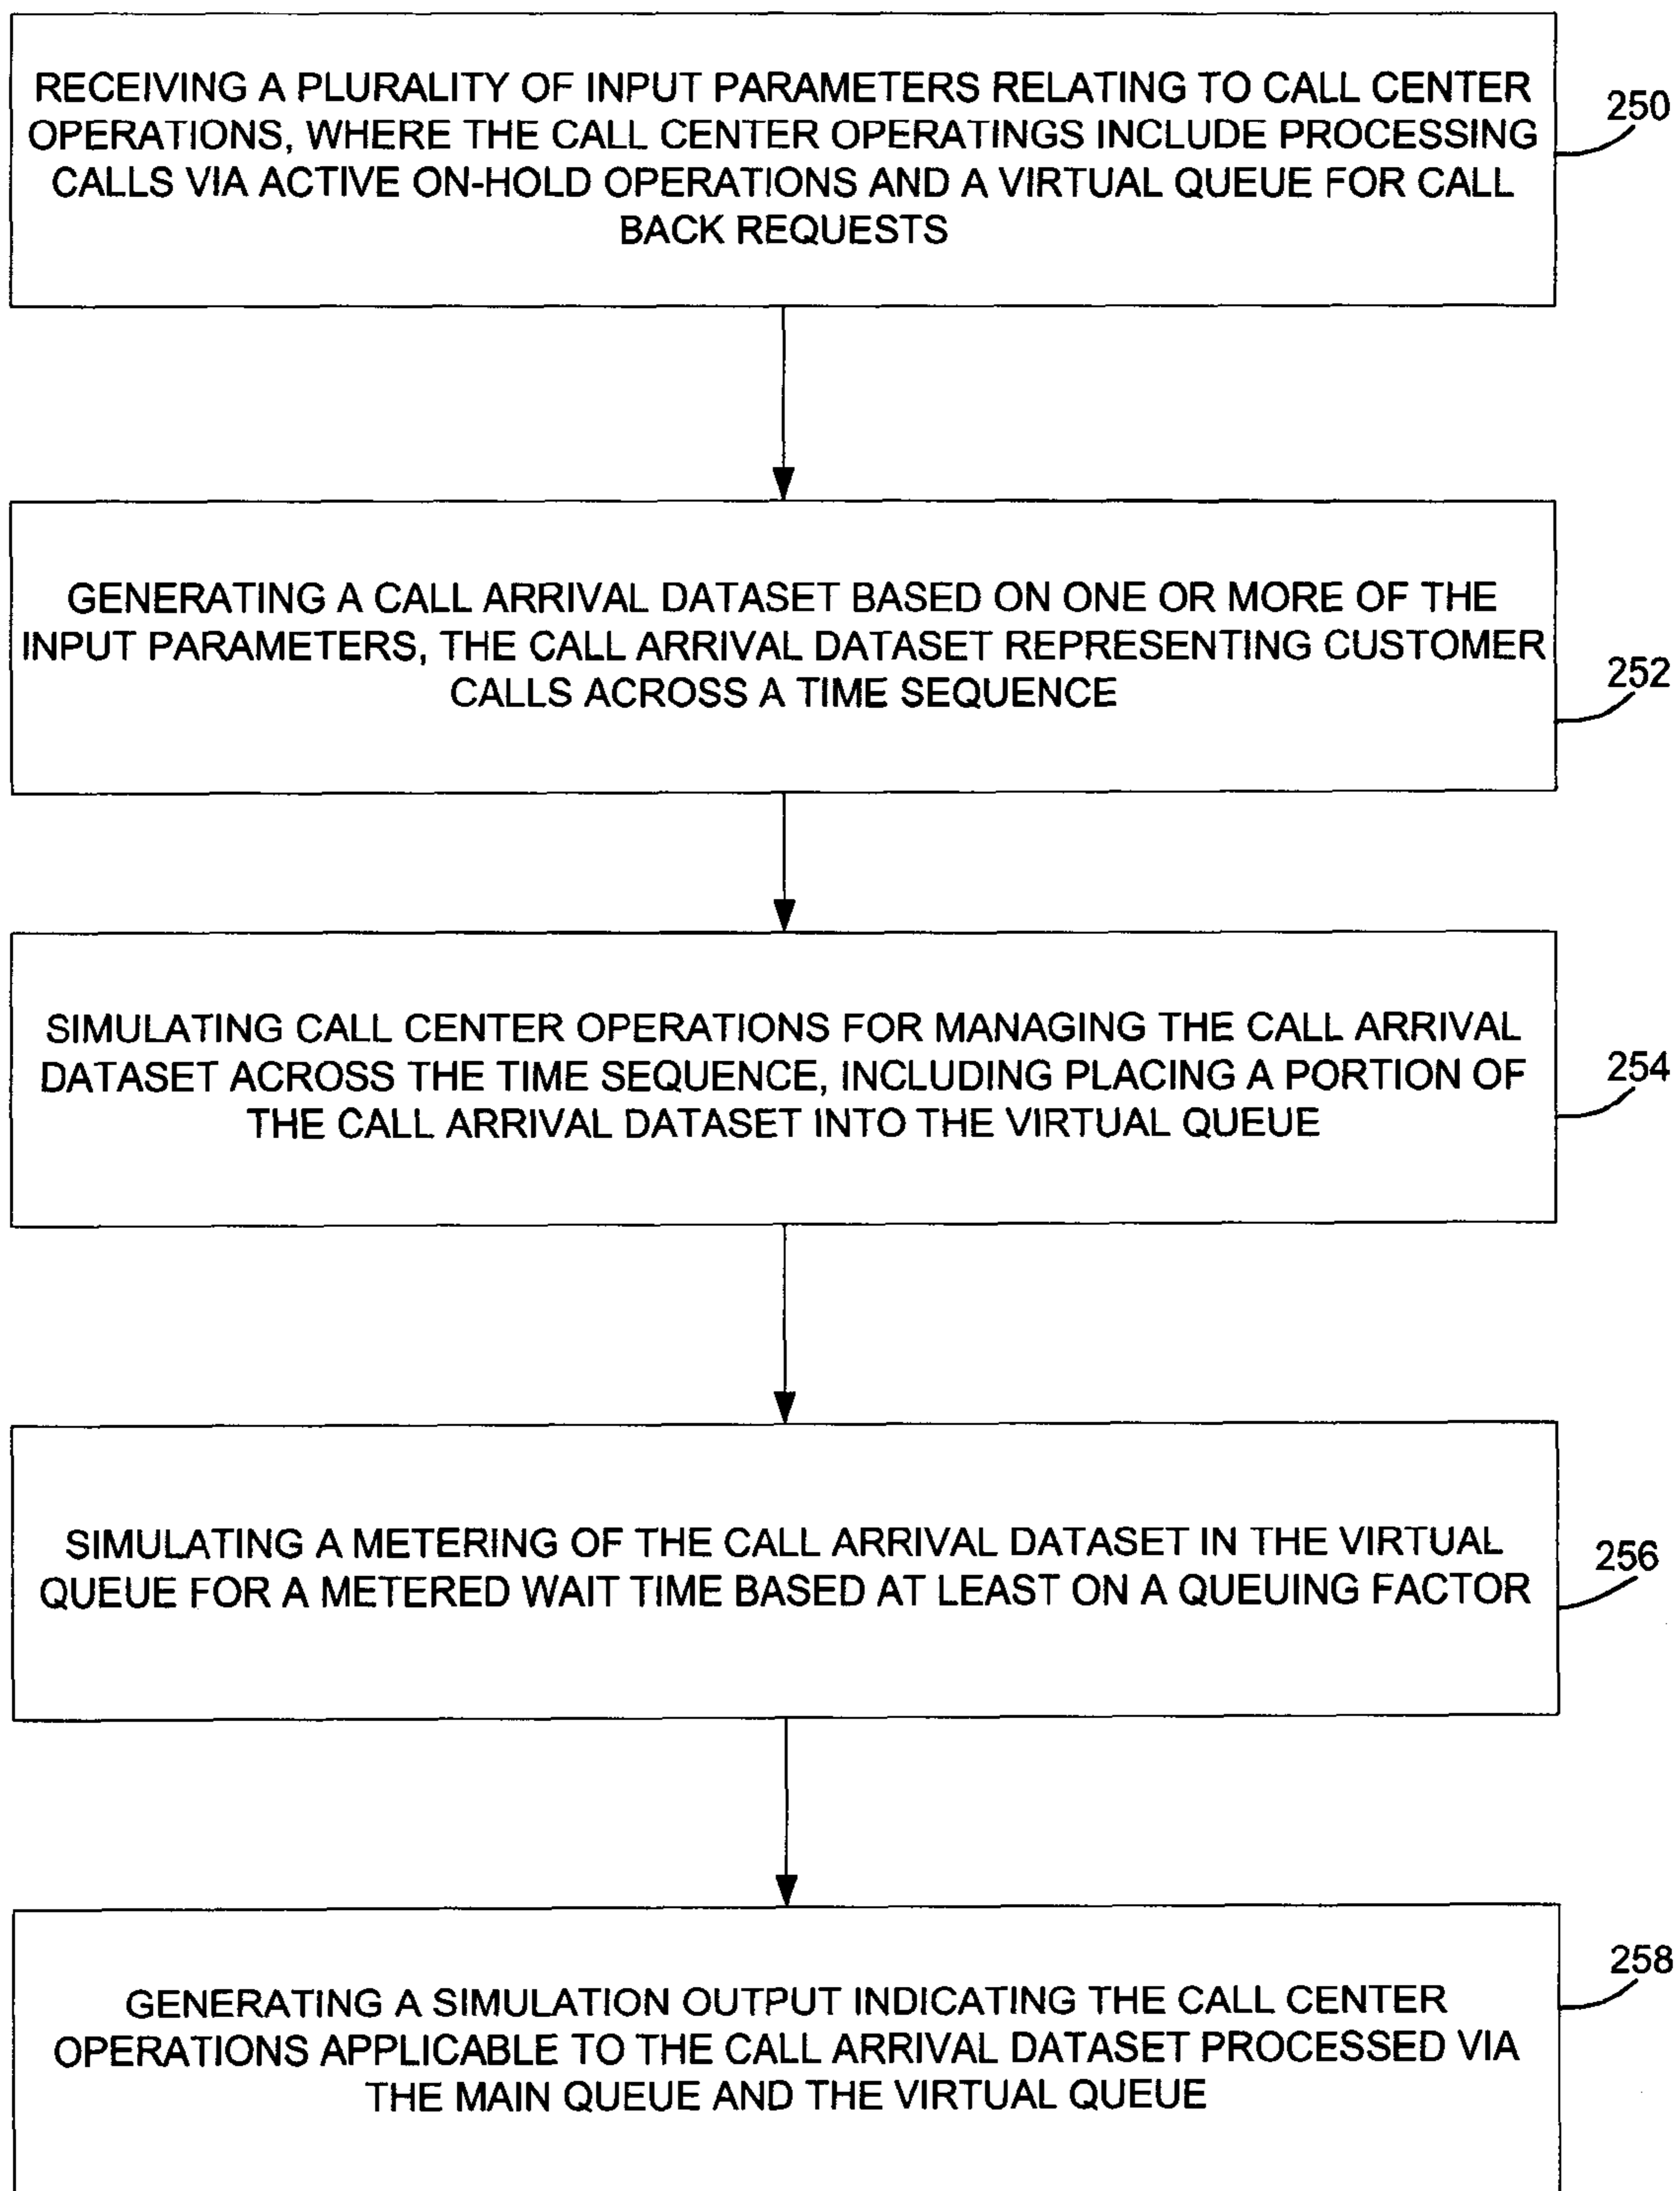 RECEIVING A PLURALITY OF INPUT PARAMETERS RELATING TO CALL CENTER
OPERATIONS, WHERE THE CALL CENTER OPERATINGS INCLUDE PROCESSING
CALLS VIA ACTIVE ON-HOLD OPERATIONS AND A VIRTUAL QUEUE FOR CALL
BACK REQUESTS
250
GENERATING A CALL ARRIVAL DATASET BASED ON ONE OR MORE OF THE
INPUT PARAMETERS, THE CALL ARRIVAL DATASET REPRESENTING CUSTOMER
CALLS ACROSS A TIME SEQUENCE
252
SIMULATING CALL CENTER OPERATIONS FOR MANAGING THE CALL ARRIVAL
DATASET ACROSS THE TIME SEQUENCE, INCLUDING PLACING A PORTION OF
THE CALL ARRIVAL DATASET INTO THE VIRTUAL QUEUE
254
SIMULATING A METERING OF THE CALL ARRIVAL DATASET IN THE VIRTUAL
QUEUE FOR A METERED WAIT TIME BASED AT LEAST ON A QUEUING FACTOR
256
GENERATING A SIMULATION OUTPUT INDICATING THE CALL CENTER
OPERATIONS APPLICABLE TO THE CALL ARRIVAL DATASET PROCESSED VIA
THE MAIN QUEUE AND THE VIRTUAL QUEUE
258